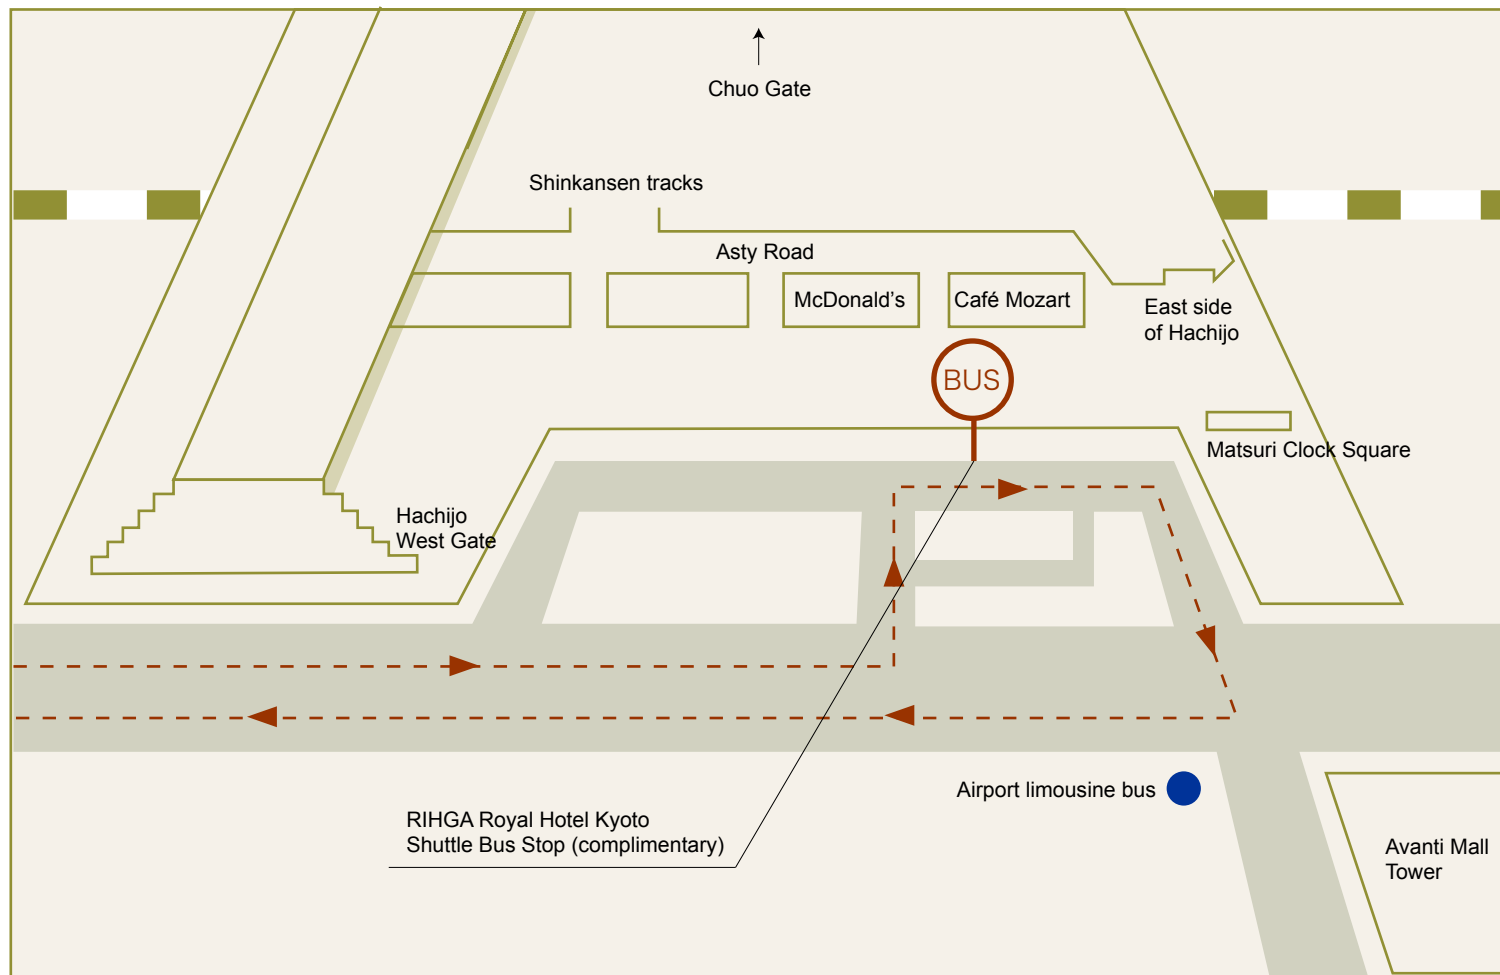 Chuo Gate
Shinkansen tracks
Asty Road
McDonald's
Café Mozart
East side
of Hachijo
BUS
Matsuri Clock Square
Hachijo
West Gate
Airport limousine bus
RIHGA Royal Hotel Kyoto
Shuttle Bus Stop (complimentary)
Avanti Mall
Tower